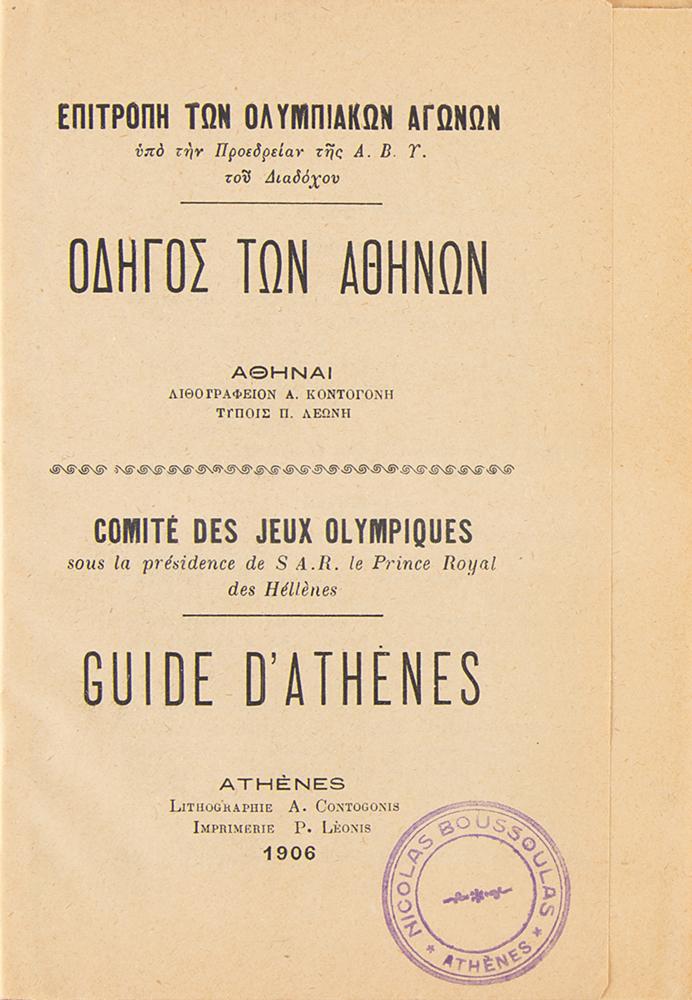 ΕΠΙΤΡΟΠΗ ΤΩΝ ΟΛΥΜΠΙΑΚΩΝ ΑΓΩΝΩΝ
ὑπὸ τὴν Προεδρείαν τῆς Α. Β. Υ.
τοῦ Διαδόχου
ΟΔΗΓΟΣ ΤΩΝ ΑΘΗΝΩΝ
ΑΘΗΝΑΙ
ΛΙΘΟΓΡΑΦΕΙΟΝ Α. ΚΟΝΤΟΓΟΝΗ
ΤΥΠΟΙΣ Π. ΛΕΩΝΗ
COMITÉ DES JEUX OLYMPIQUES
sous la présidence de S A.R. le Prince Royal
des Héllènes
GUIDE D'ATHÈNES
ATHÈNES
LITHOGRAPHIE A. CONTOGONIS
IMPRIMERIE P. LÉONIS
1906
NICOLAS BOUSSOULAS
* ATHÈNES *